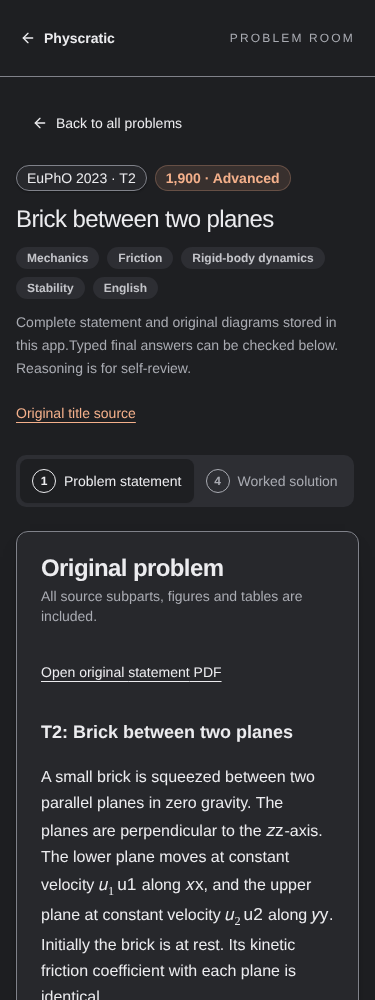 Physcratic
PROBLEM ROOM
Back to all problems
EuPhO 2023 · T2
1,900 · Advanced
Brick between two planes
Mechanics
Friction
Rigid-body dynamics
Stability
English
Complete statement and original diagrams stored in
this app.Typed final answers can be checked below.
Reasoning is for self-review.
Original title source
1 Problem statement
4 Worked solution
Original problem
All source subparts, figures and tables are
included.
Open original statement PDF
T2: Brick between two planes
A small brick is squeezed between two
parallel planes in zero gravity. The
planes are perpendicular to the zz-axis.
The lower plane moves at constant
velocity u₁u1 along xx, and the upper
plane at constant velocity u₂u2 along yy.
Initially the brick is at rest. Its kinetic
friction coefficient with each plane is
identical.